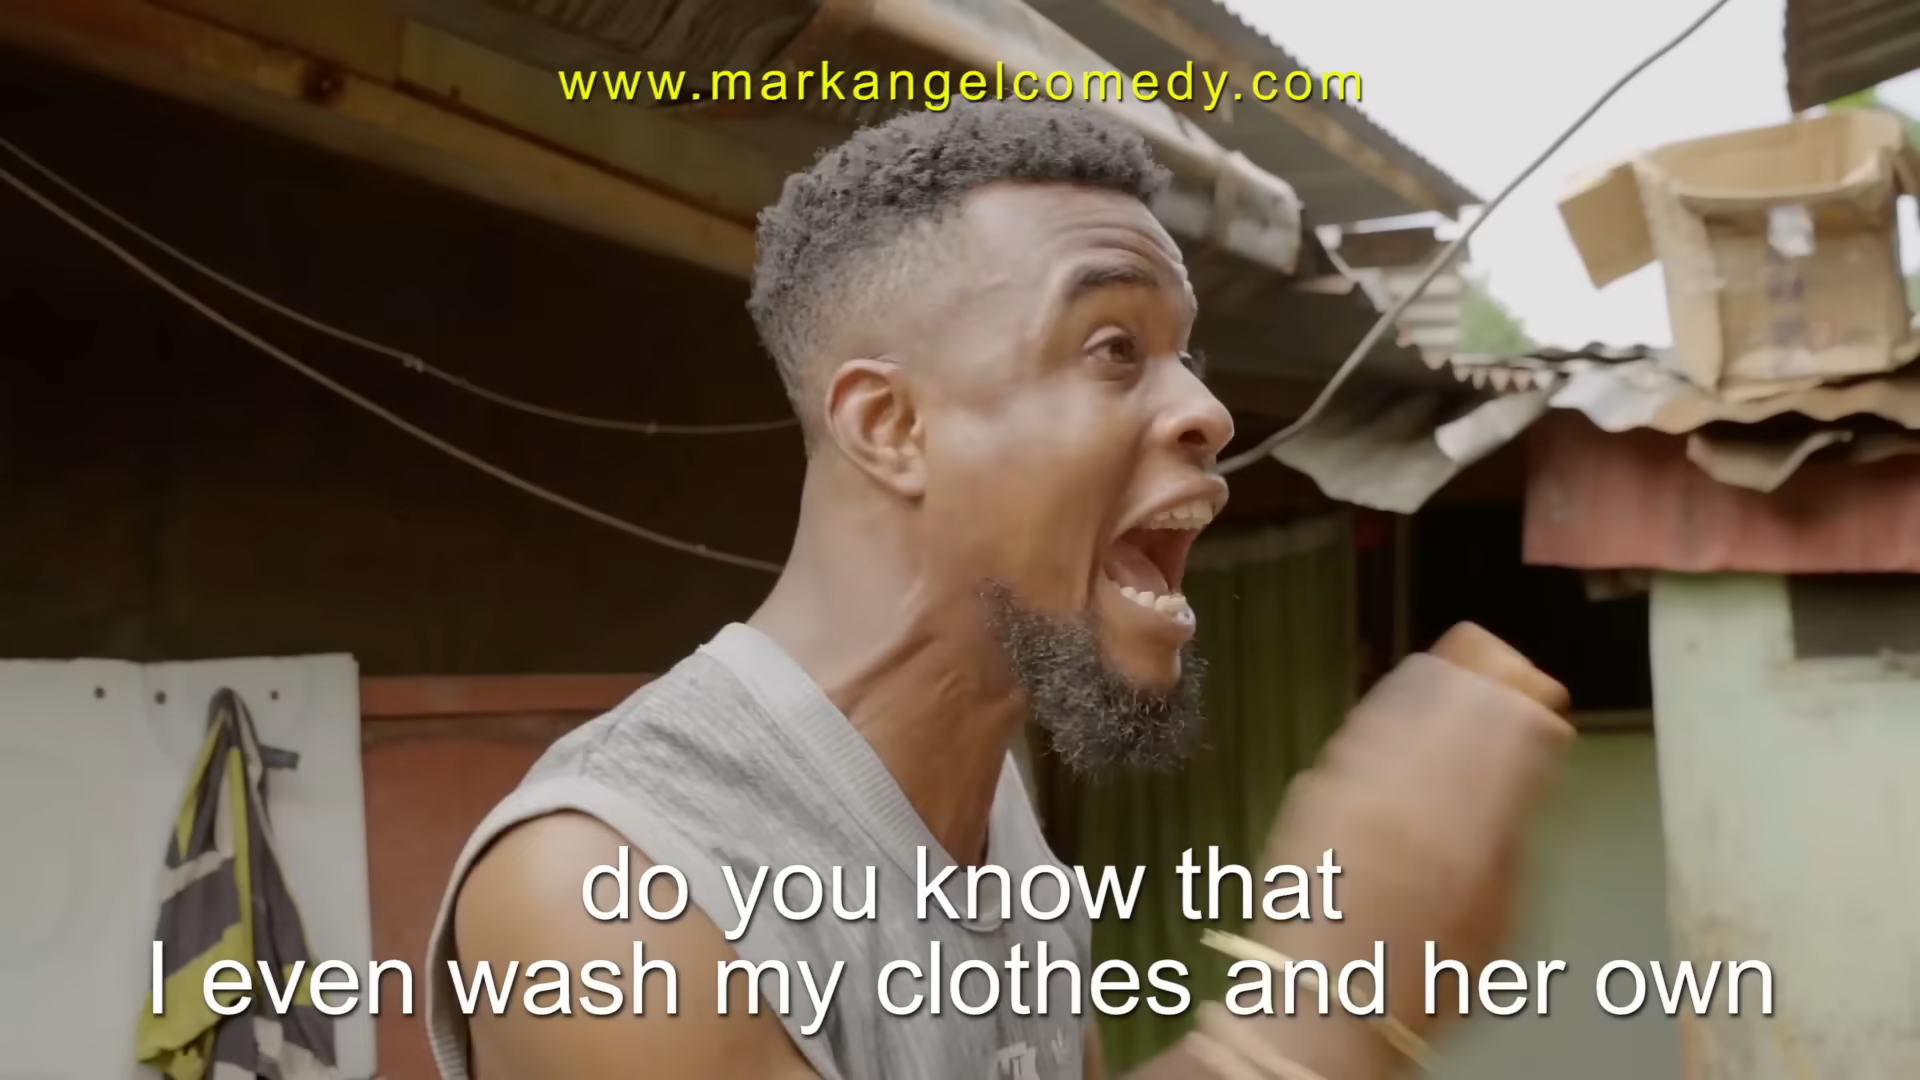 www.markangelcomedy.com
do you know that
I even wash my clothes and her own